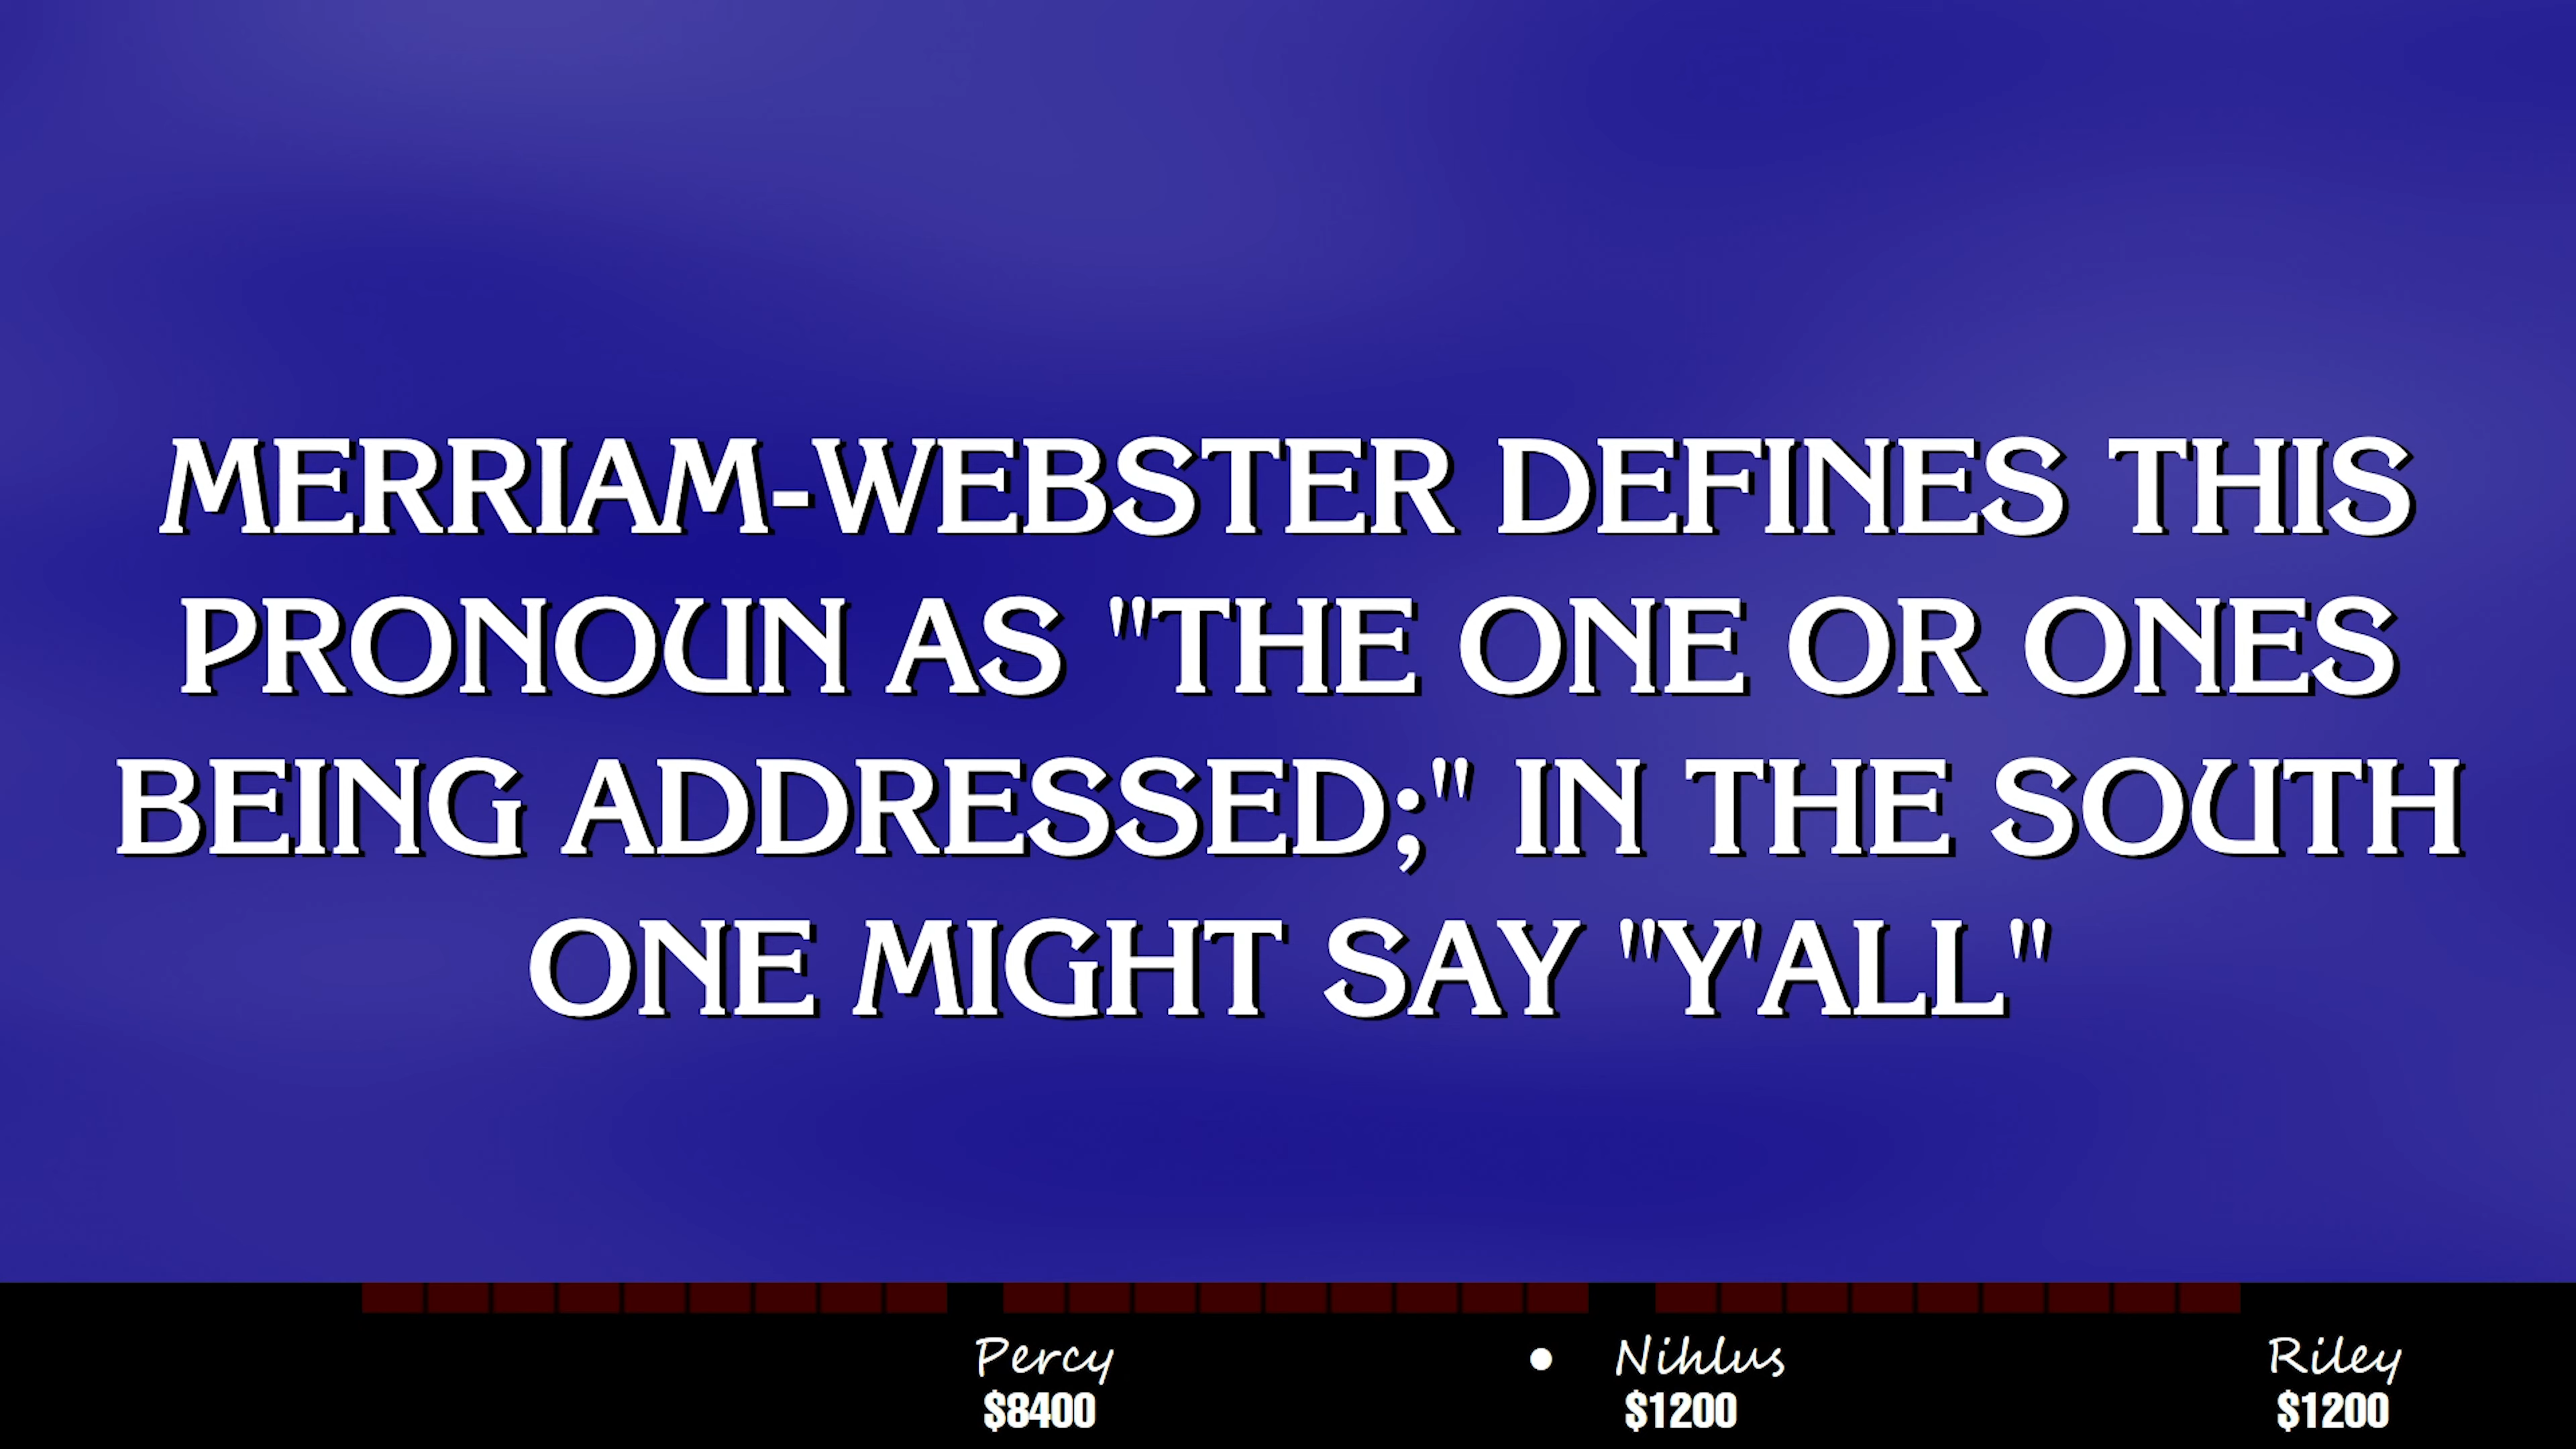 MERRIAM-WEBSTER DEFINES THIS
PRONOUN AS "THE ONE OR ONES
BEING ADDRESSED;" IN THE SOUTH
ONE MIGHT SAY "Y'ALL"
Percy Nihlus Riley
$8400 $1200 $1200